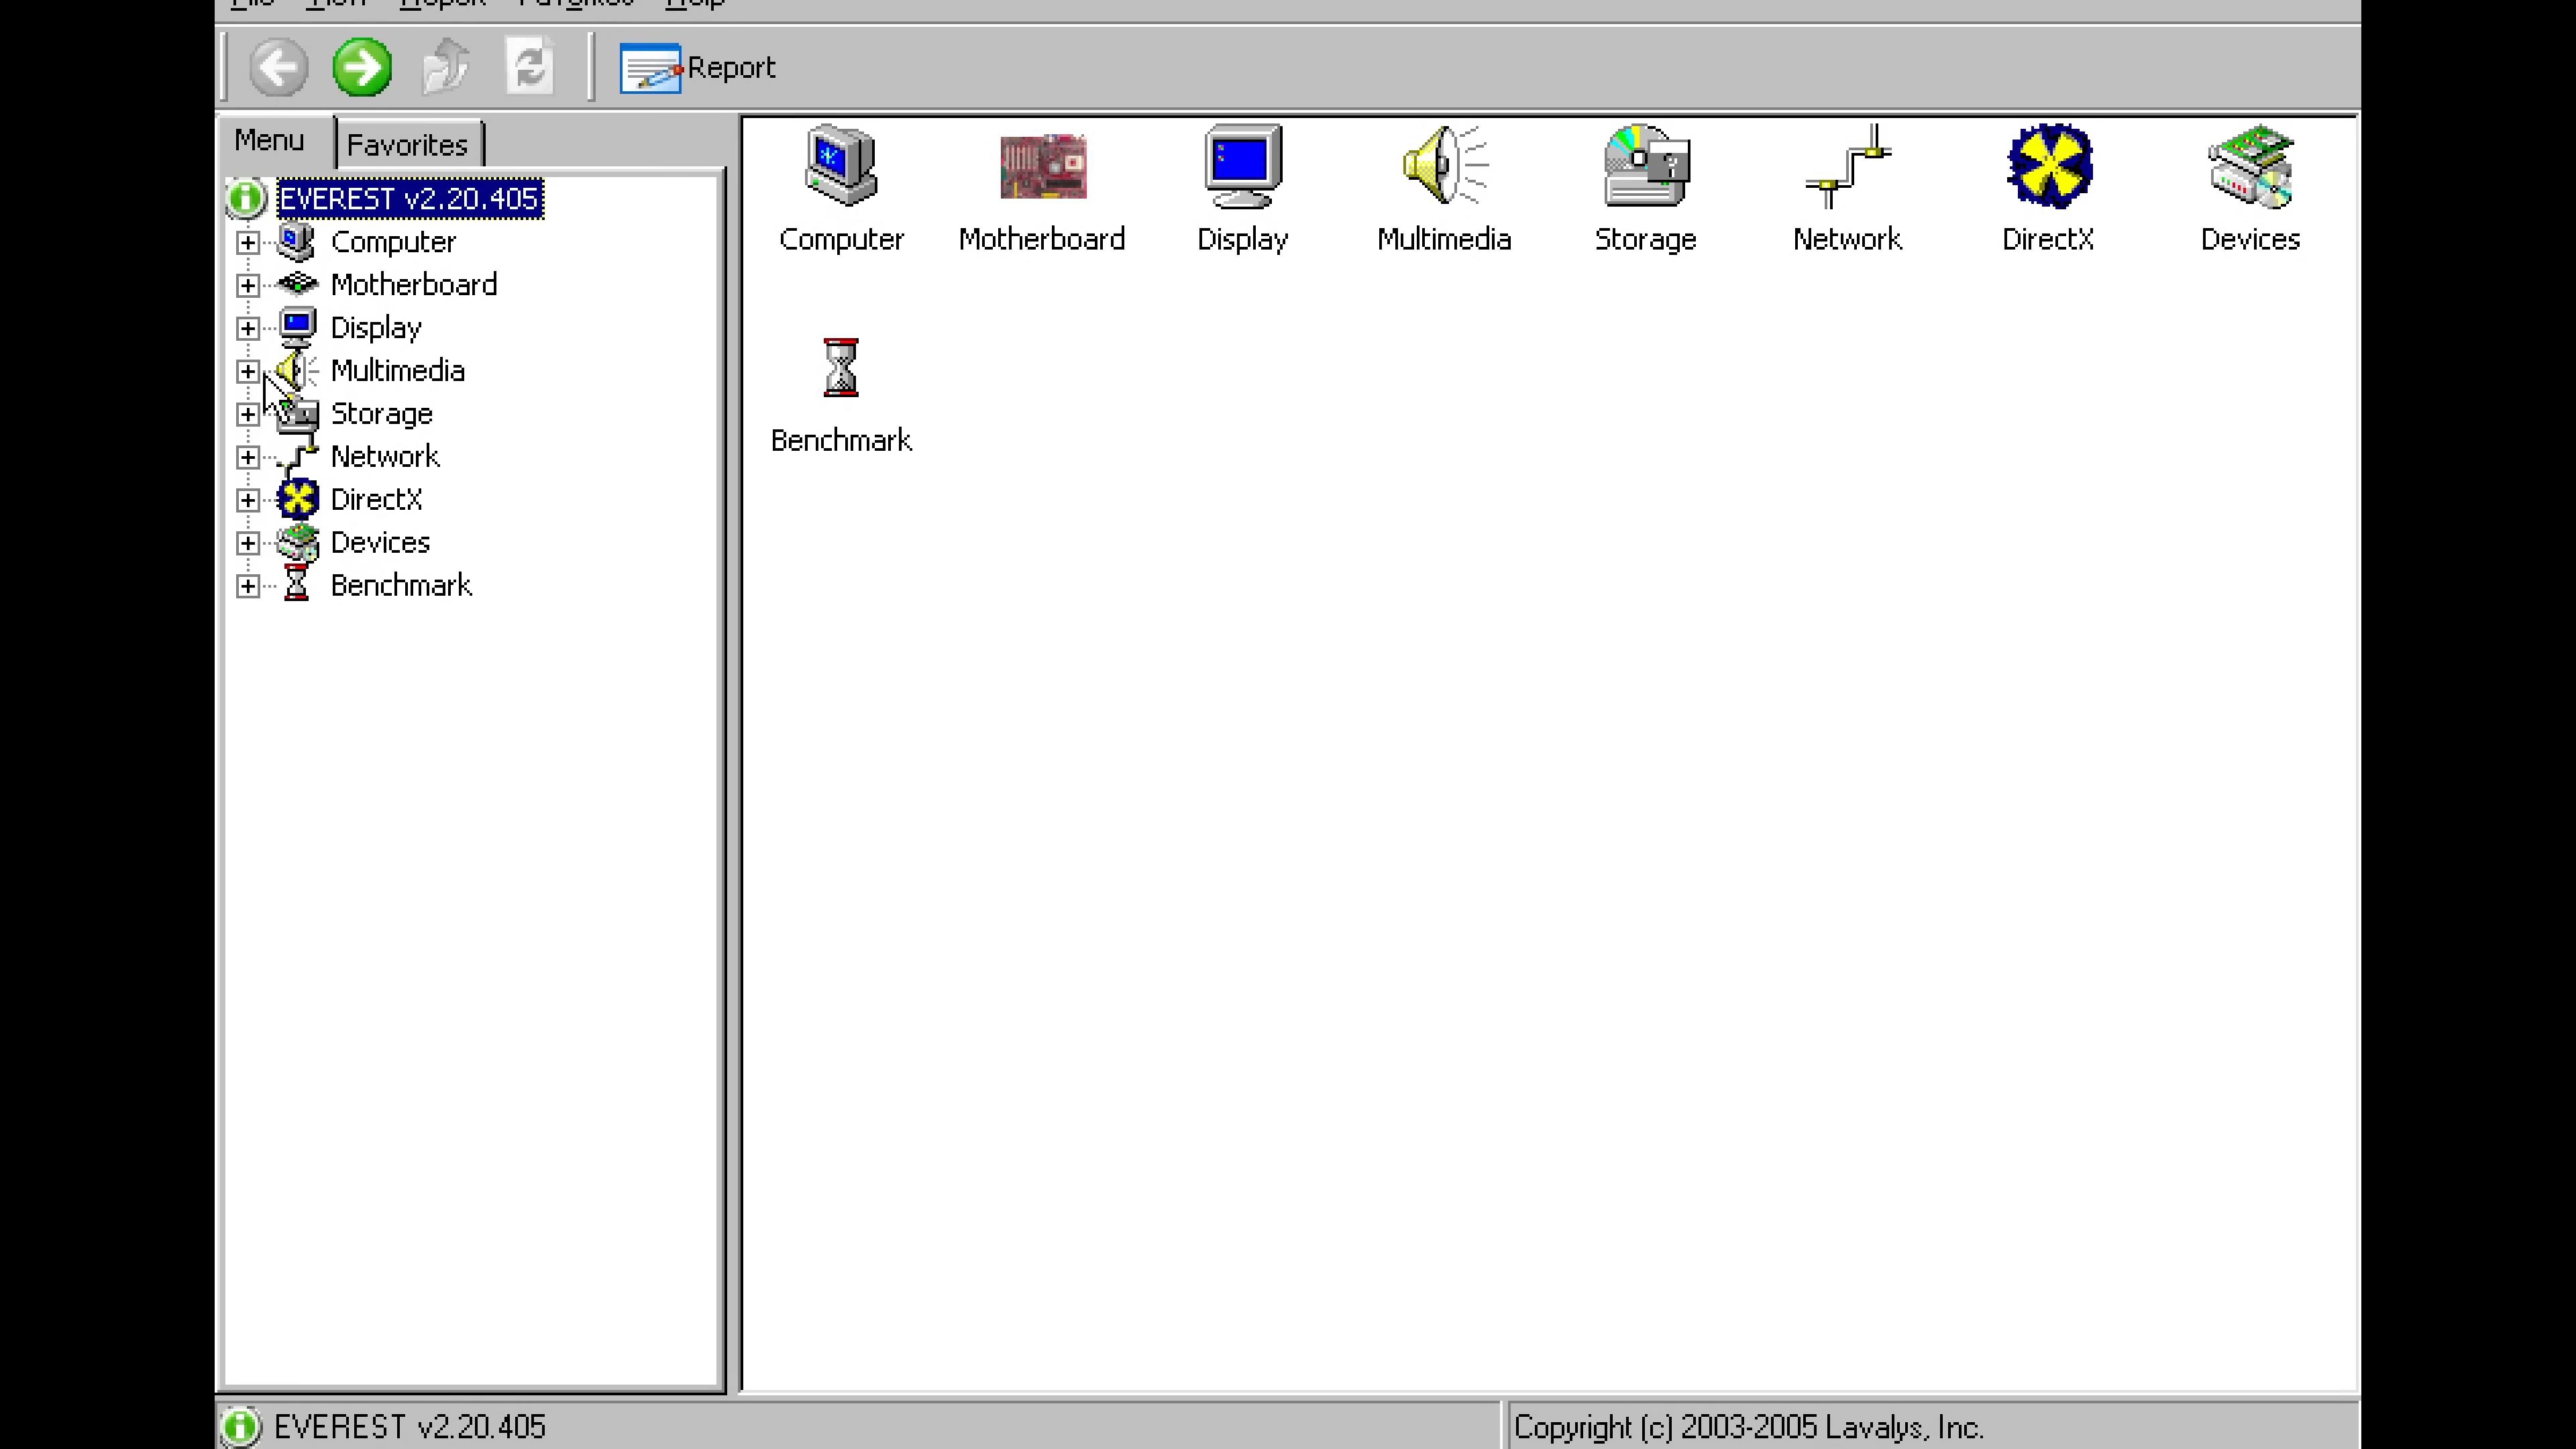 Report
Menu
Favorites
EVEREST v2.20.405
Computer
Motherboard
Display
Multimedia
Storage
Network
DirectX
Devices
Benchmark
Computer
Motherboard
Display
Multimedia
Storage
Network
DirectX
Devices
Benchmark
EVEREST v2.20.405
Copyright (c) 2003-2005 Lavalys, Inc.